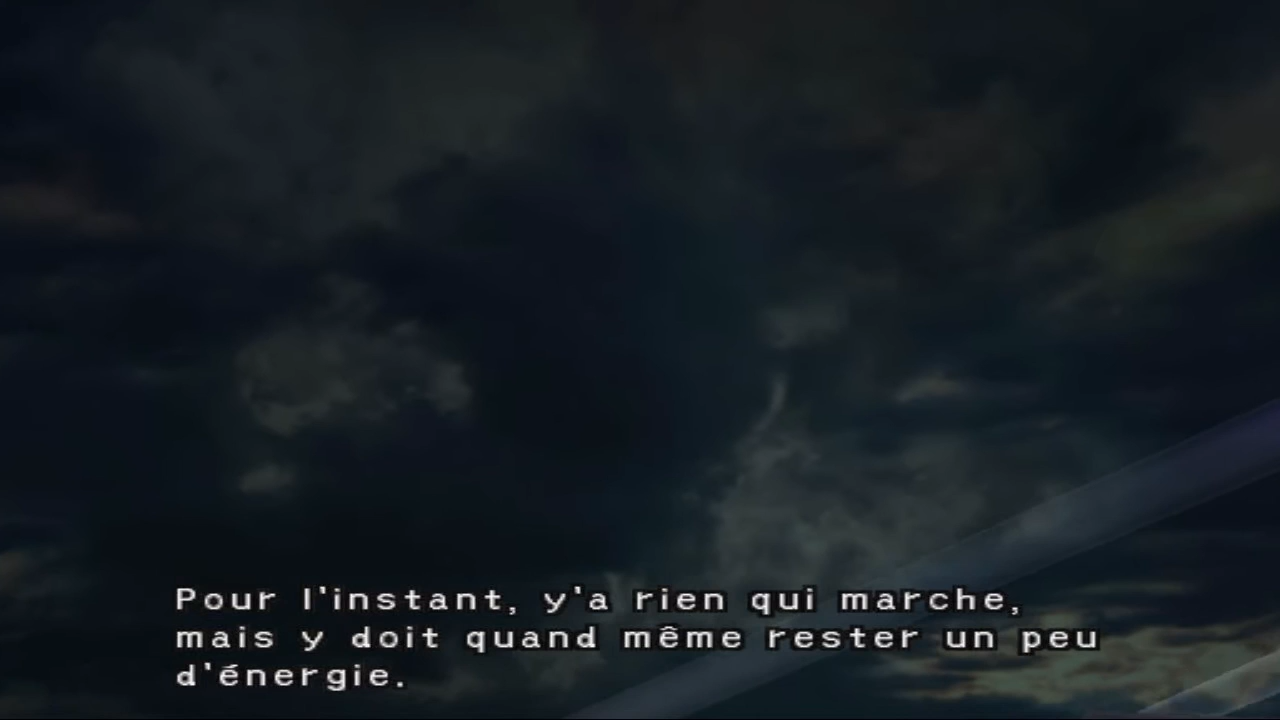 Pour l'instant, y'a rien qui marche,
mais y doit quand même rester un peu
d'énergie.